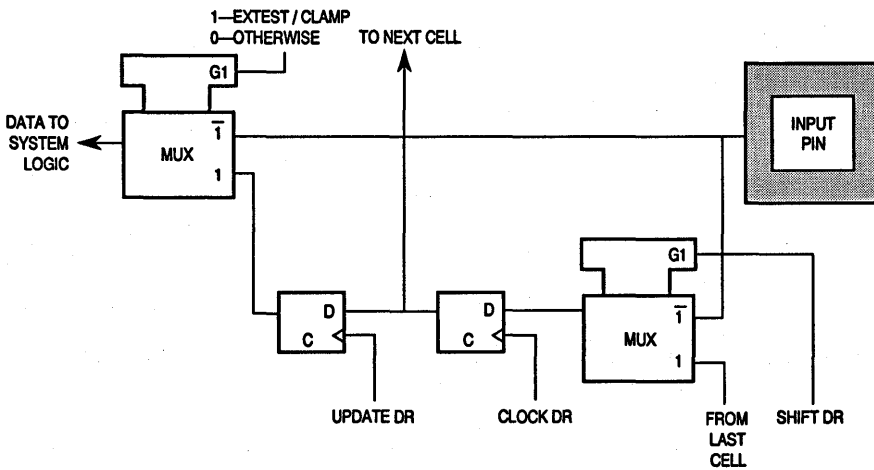 1—EXTEST / CLAMP
0—OTHERWISE
TO NEXT CELL
G1
DATA TO
SYSTEM
LOGIC
MUX
1̅
1
INPUT
PIN
G1
D
C
D
C
MUX
1̅
1
UPDATE DR
CLOCK DR
FROM
LAST
CELL
SHIFT DR